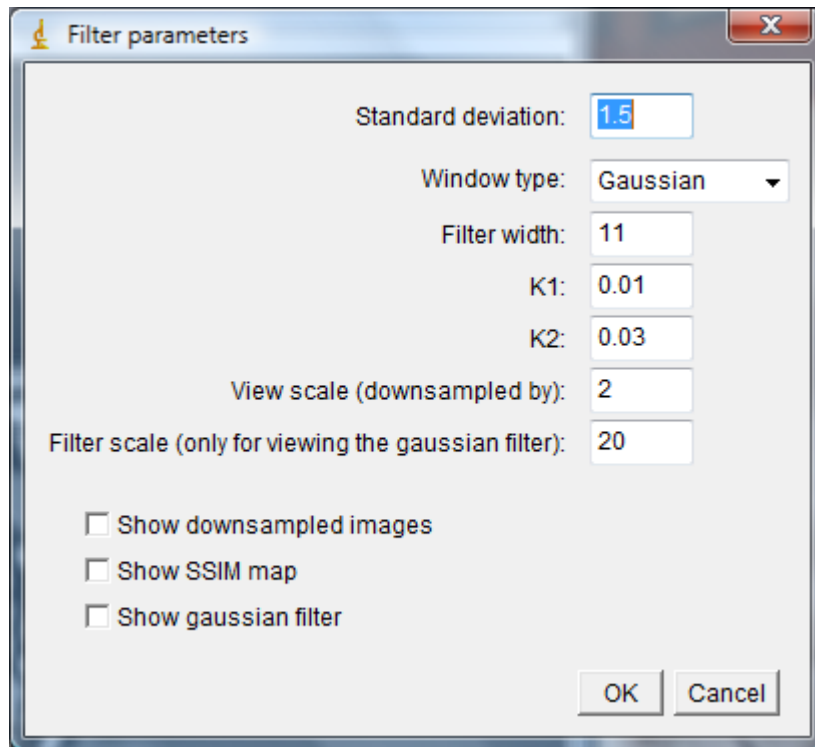 Filter parameters
Standard deviation: 1.5
Window type: Gaussian
Filter width: 11
K1: 0.01
K2: 0.03
View scale (downsampled by): 2
Filter scale (only for viewing the gaussian filter): 20
Show downsampled images
Show SSIM map
Show gaussian filter
OK Cancel